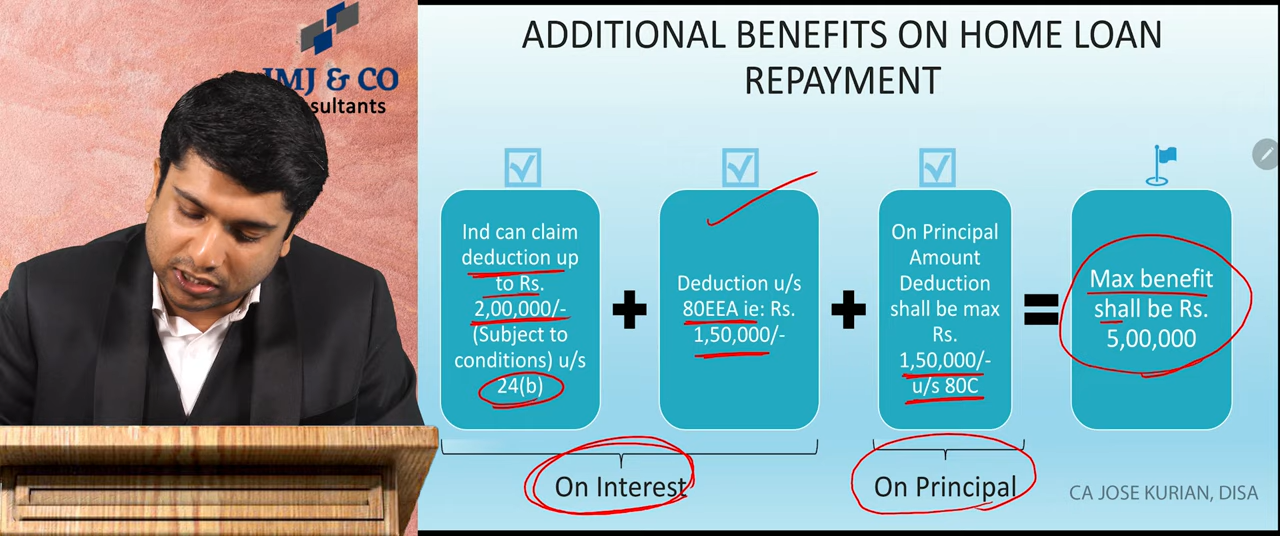 JMJ & CO
sultants
ADDITIONAL BENEFITS ON HOME LOAN
REPAYMENT
Ind can claim
deduction up
to Rs.
2,00,000/-
(Subject to
conditions) u/s
24(b)
+
Deduction u/s
80EEA ie: Rs.
1,50,000/-
+
On Principal
Amount
Deduction
shall be max
Rs.
1,50,000/-
u/s 80C
=
Max benefit
shall be Rs.
5,00,000
On Interest
On Principal
CA JOSE KURIAN, DISA